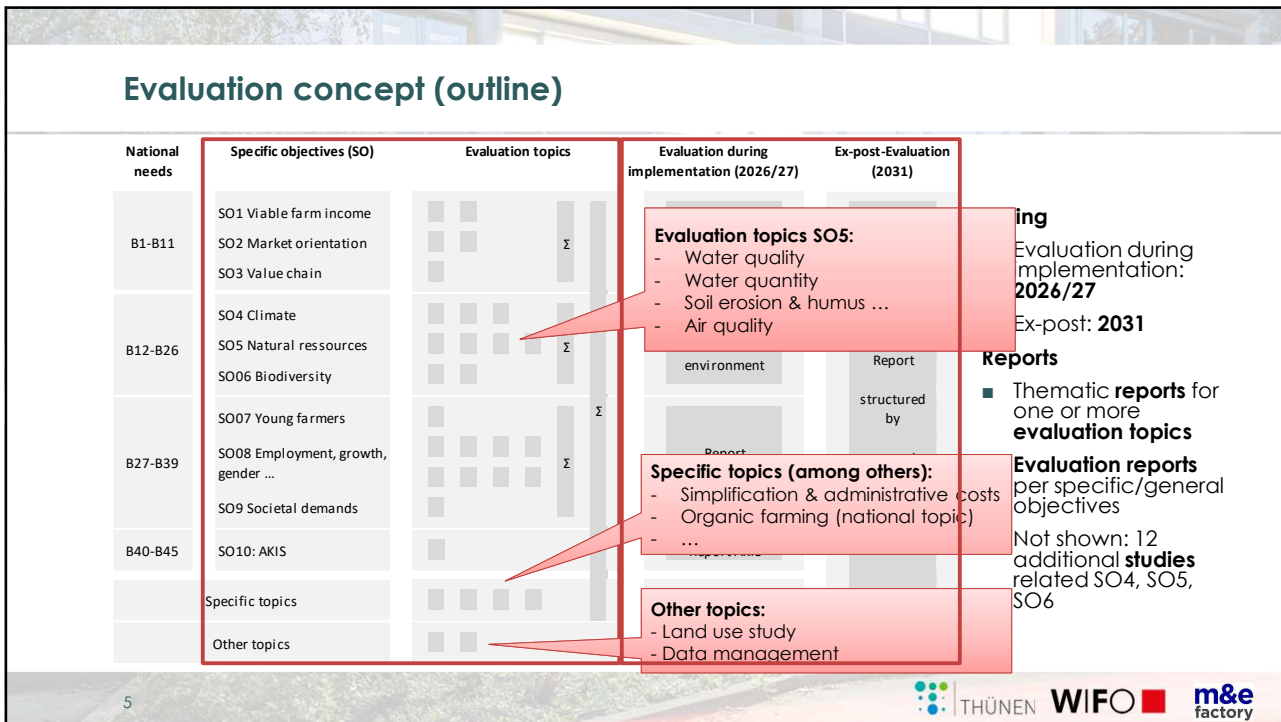 Evaluation concept (outline)
National
needs
Specific objectives (SO)
Evaluation topics
Evaluation during
implementation (2026/27)
Ex-post-Evaluation
(2031)
B1-B11
SO1 Viable farm income
SO2 Market orientation
SO3 Value chain
Σ
B12-B26
SO4 Climate
SO5 Natural ressources
SO06 Biodiversity
Σ
environment
Report
structured
by
Σ
B27-B39
SO07 Young farmers
SO08 Employment, growth,
gender …
SO9 Societal demands
Σ
B40-B45
SO10: AKIS
Specific topics
Other topics
Evaluation topics SO5:
- Water quality
- Water quantity
- Soil erosion & humus …
- Air quality
Specific topics (among others):
- Simplification & administrative costs
- Organic farming (national topic)
- …
Other topics:
- Land use study
- Data management
ing
Evaluation during
implementation:
2026/27
Ex-post: 2031
Reports
■ Thematic reports for
one or more
evaluation topics
Evaluation reports
per specific/general
objectives
Not shown: 12
additional studies
related SO4, SO5,
SO6
5
THÜNEN WIFO m&e
factory